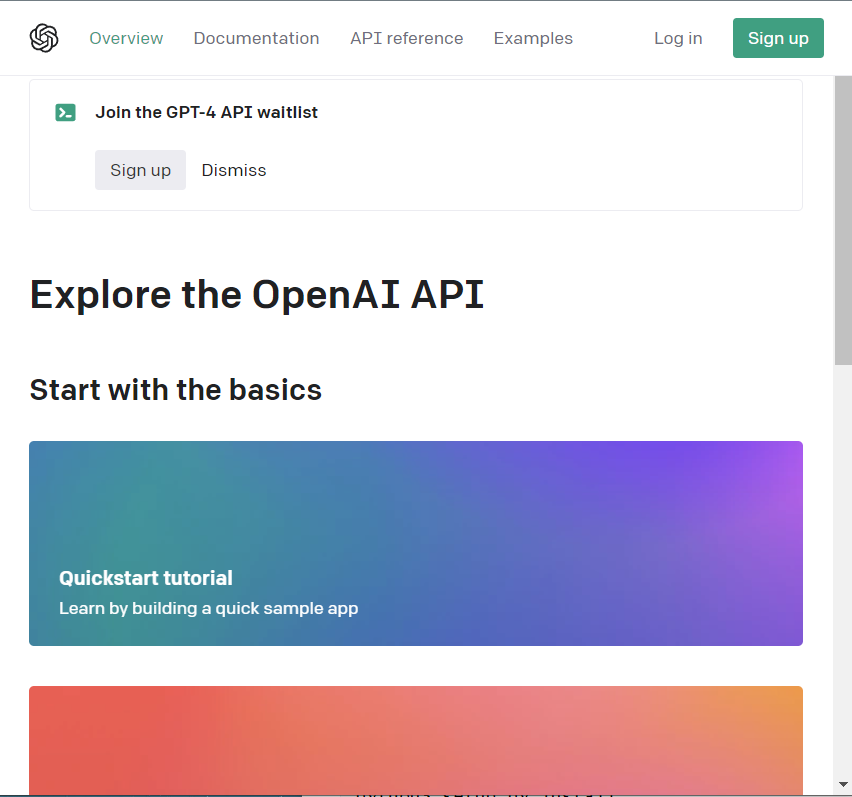 Overview Documentation API reference Examples Log in Sign up
Join the GPT-4 API waitlist
Sign up Dismiss
Explore the OpenAI API
Start with the basics
Quickstart tutorial
Learn by building a quick sample app